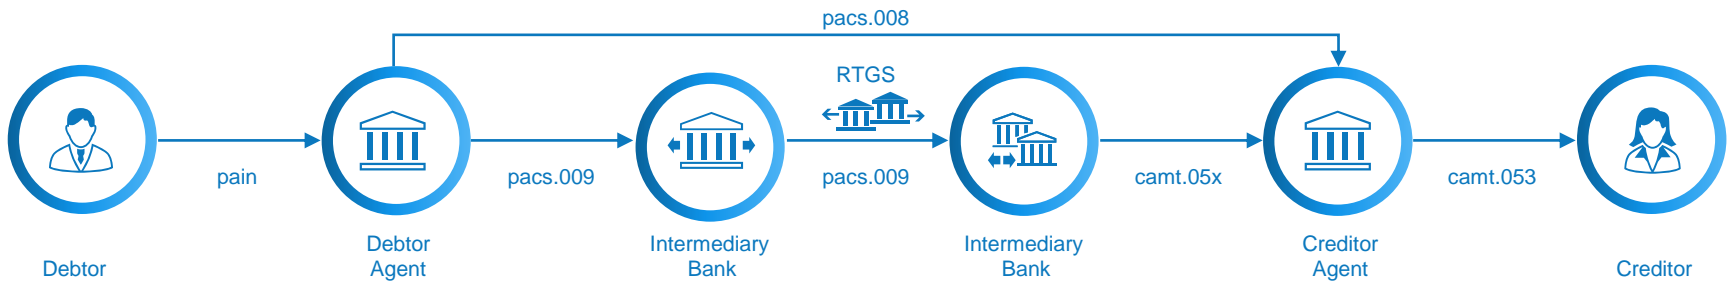 pacs.008
RTGS
pain
pacs.009
pacs.009
camt.05x
camt.053
Debtor
Debtor
Agent
Intermediary
Bank
Intermediary
Bank
Creditor
Agent
Creditor